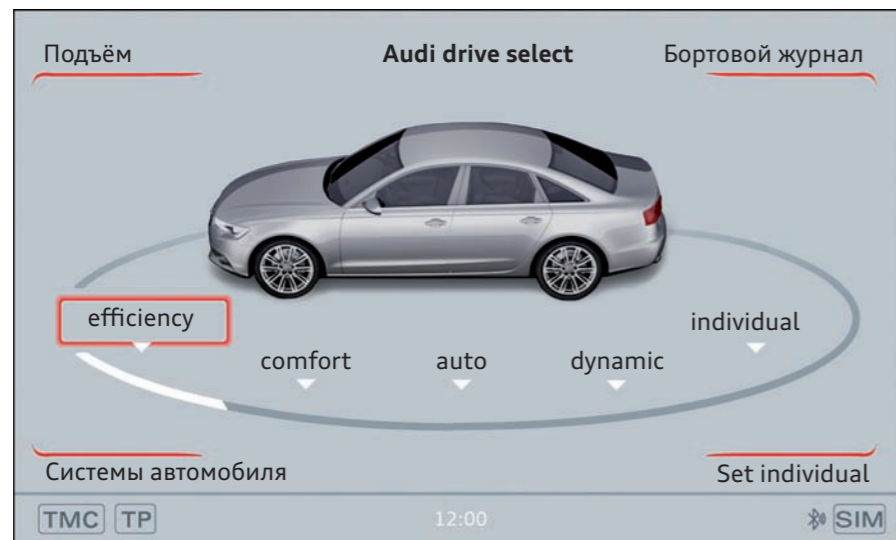 Подъём
Audi drive select
Бортовой журнал
efficiency
comfort
auto
dynamic
individual
Системы автомобиля
Set individual
TMC
TP
12:00
SIM